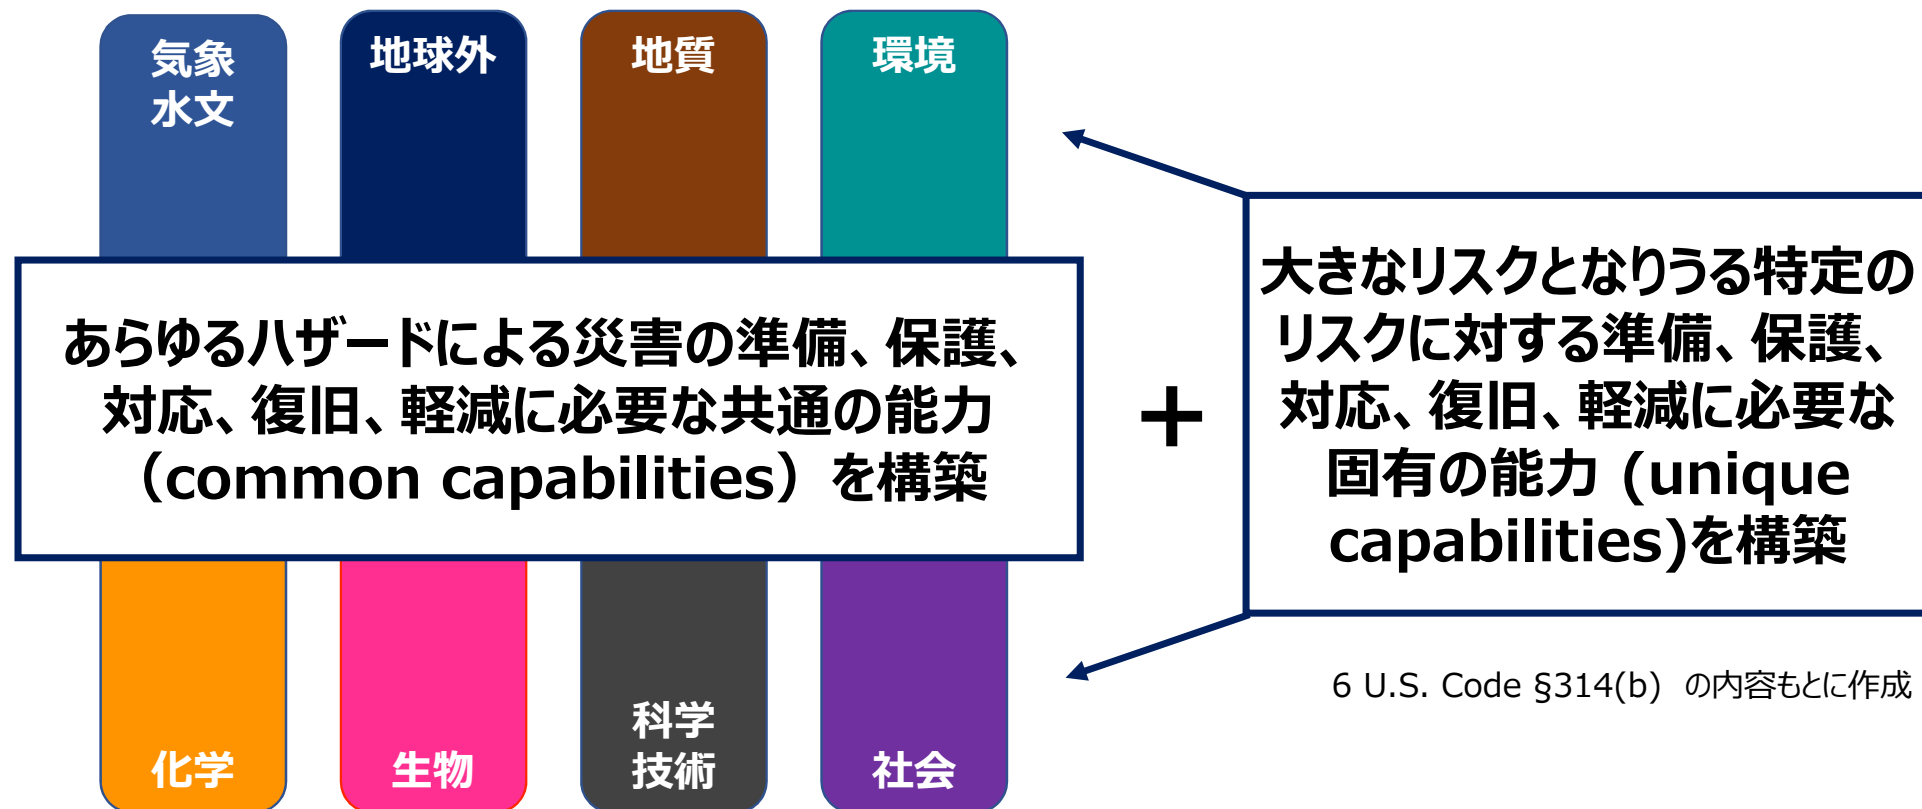 気象
水文
地球外
地質
環境
あらゆるハザードによる災害の準備、保護、
対応、復旧、軽減に必要な共通の能力
（common capabilities）を構築
+
大きなリスクとなりうる特定の
リスクに対する準備、保護、
対応、復旧、軽減に必要な
固有の能力 (unique
capabilities)を構築
6 U.S. Code §314(b) の内容もとに作成
化学
生物
科学
技術
社会